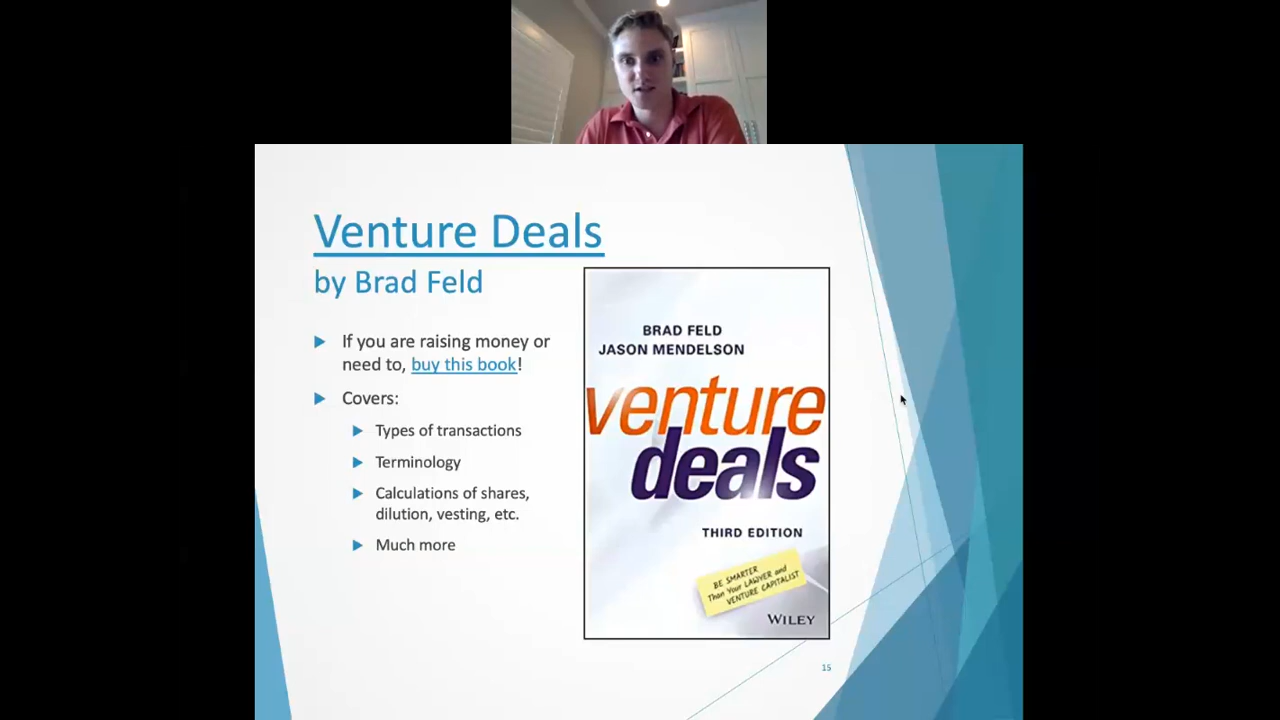 Venture Deals
by Brad Feld
If you are raising money or
need to, buy this book!
Covers:
Types of transactions
Terminology
Calculations of shares,
dilution, vesting, etc.
Much more
BRAD FELD
JASON MENDELSON
venture
deals
THIRD EDITION
BE SMARTER
Than Your LAWYER and
VENTURE CAPITALIST
WILEY
15